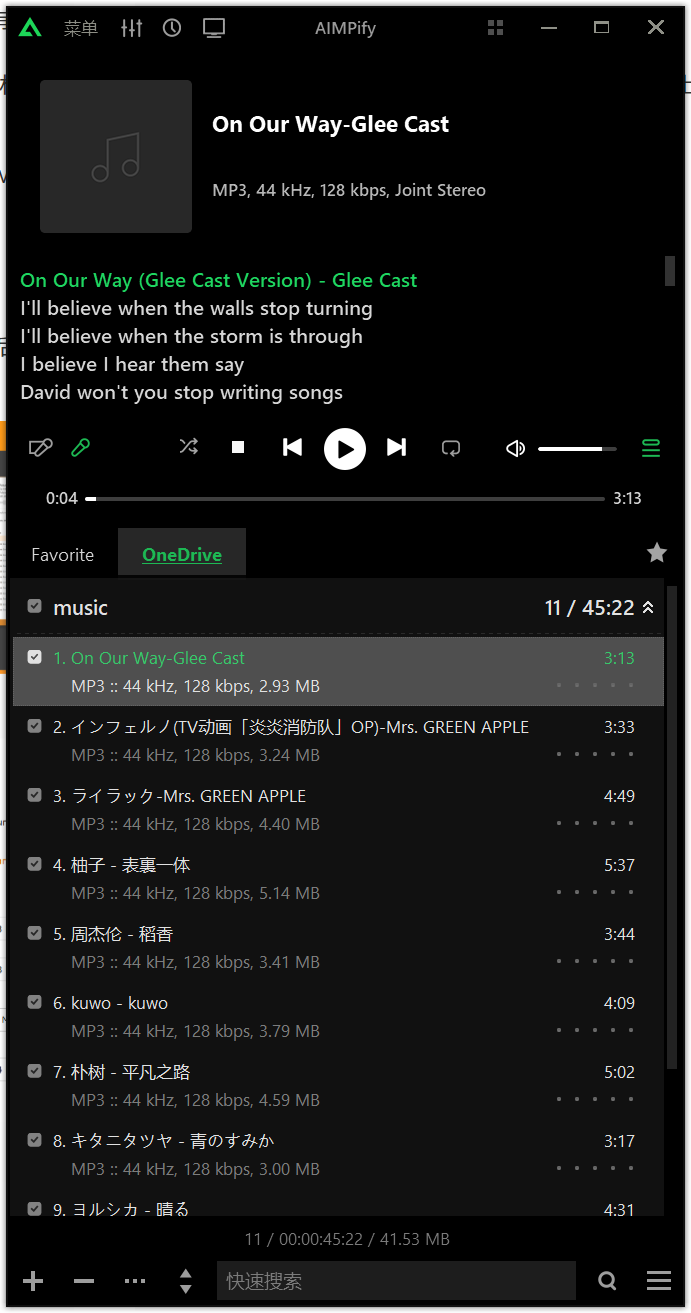 菜单
AIMPify
On Our Way-Glee Cast
MP3, 44 kHz, 128 kbps, Joint Stereo
On Our Way (Glee Cast Version) - Glee Cast
I'll believe when the walls stop turning
I'll believe when the storm is through
I believe I hear them say
David won't you stop writing songs
0:04
3:13
Favorite
OneDrive
music
11 / 45:22
1. On Our Way-Glee Cast
3:13
MP3 :: 44 kHz, 128 kbps, 2.93 MB
2. インフェルノ(TV动画「炎炎消防队」OP)-Mrs. GREEN APPLE
3:33
MP3 :: 44 kHz, 128 kbps, 3.24 MB
3. ライラック-Mrs. GREEN APPLE
4:49
MP3 :: 44 kHz, 128 kbps, 4.40 MB
4. 柚子 - 表裏一体
5:37
MP3 :: 44 kHz, 128 kbps, 5.14 MB
5. 周杰伦 - 稻香
3:44
MP3 :: 44 kHz, 128 kbps, 3.41 MB
6. kuwo - kuwo
4:09
MP3 :: 44 kHz, 128 kbps, 3.79 MB
7. 朴树 - 平凡之路
5:02
MP3 :: 44 kHz, 128 kbps, 4.59 MB
8. キタニタツヤ - 青のすみか
3:17
MP3 :: 44 kHz, 128 kbps, 3.00 MB
9. ヨルシカ - 晴る
4:31
11 / 00:00:45:22 / 41.53 MB
快速搜索